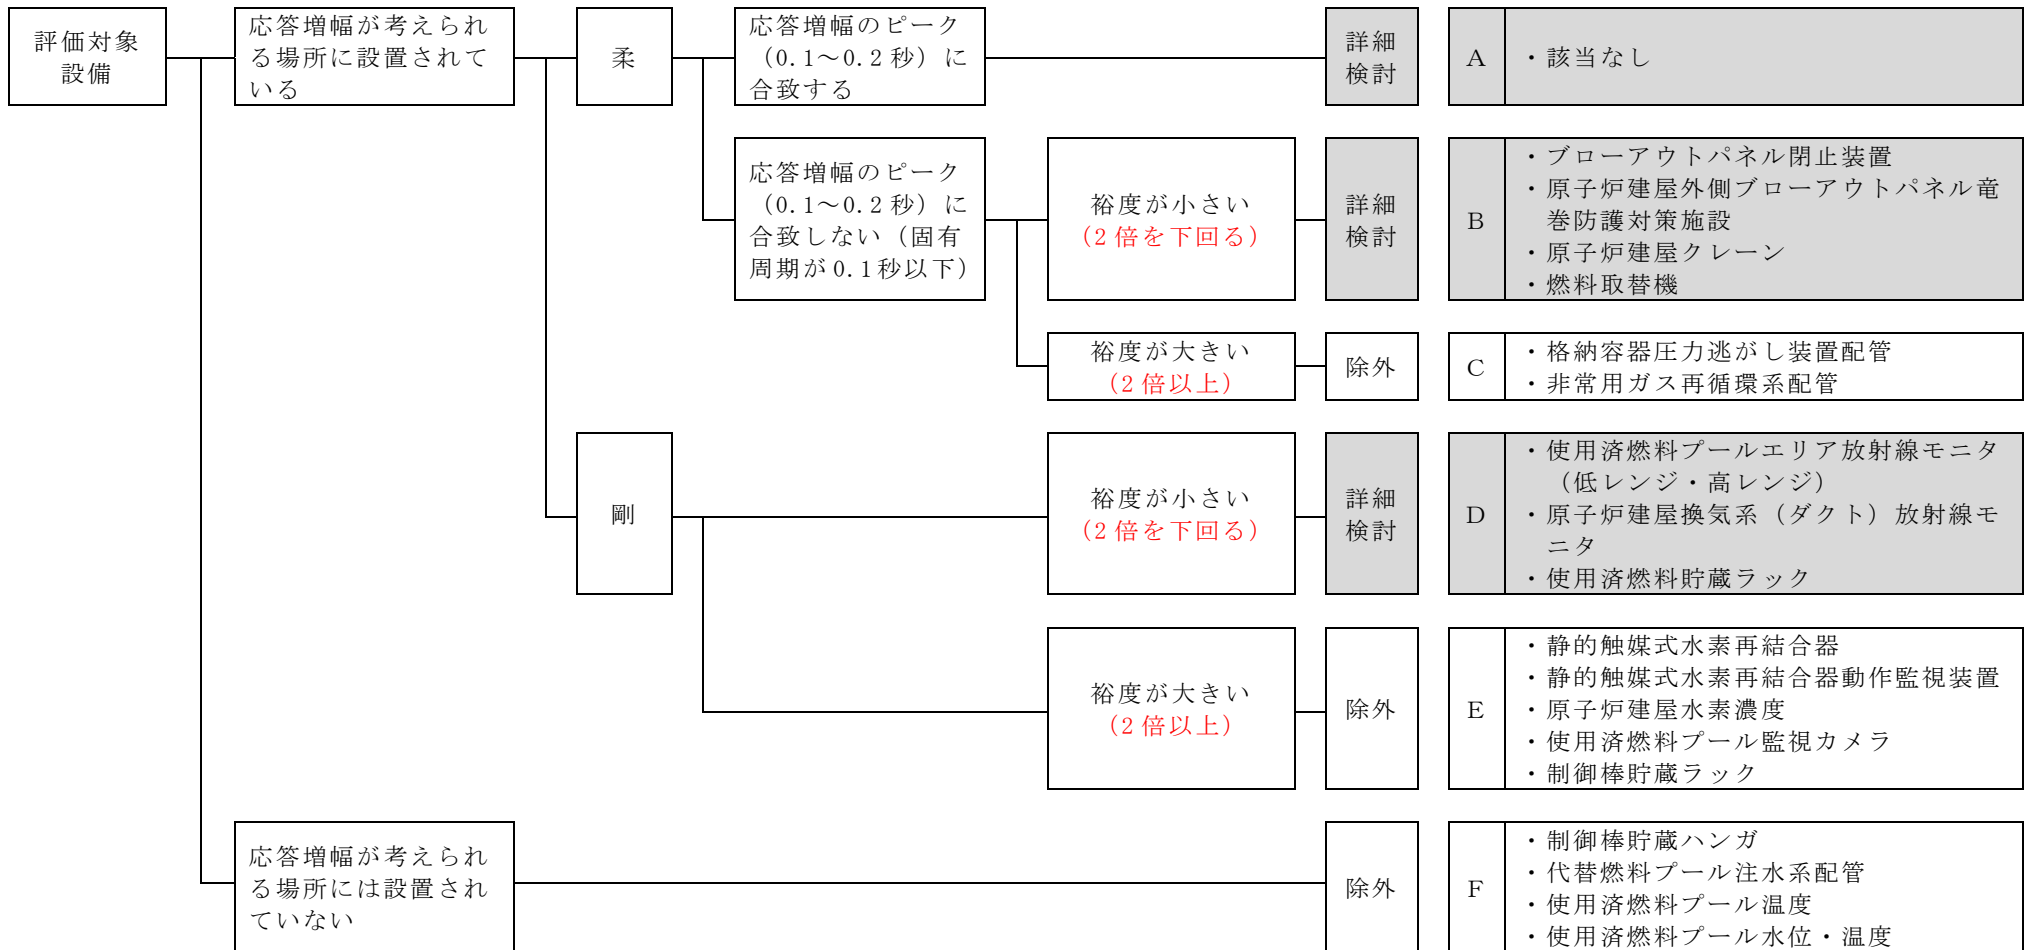 評価対象
設備
応答増幅が考えられ
る場所に設置されて
いる
柔
応答増幅のピーク
（0.1～0.2 秒）に
合致する
詳細
検討
A
・該当なし
応答増幅のピーク
（0.1～0.2 秒）に
合致しない（固有
周期が 0.1 秒以下）
裕度が小さい
（2 倍を下回る）
詳細
検討
B
・ブローアウトパネル閉止装置
・原子炉建屋外側ブローアウトパネル竜
巻防護対策施設
・原子炉建屋クレーン
・燃料取替機
裕度が大きい
（2 倍以上）
除外
C
・格納容器圧力逃がし装置配管
・非常用ガス再循環系配管
剛
裕度が小さい
（2 倍を下回る）
詳細
検討
D
・使用済燃料プールエリア放射線モニタ
（低レンジ・高レンジ）
・原子炉建屋換気系（ダクト）放射線モ
ニタ
・使用済燃料貯蔵ラック
裕度が大きい
（2 倍以上）
除外
E
・静的触媒式水素再結合器
・静的触媒式水素再結合器動作監視装置
・原子炉建屋水素濃度
・使用済燃料プール監視カメラ
・制御棒貯蔵ラック
応答増幅が考えられ
る場所には設置され
ていない
除外
F
・制御棒貯蔵ハンガ
・代替燃料プール注水系配管
・使用済燃料プール温度
・使用済燃料プール水位・温度